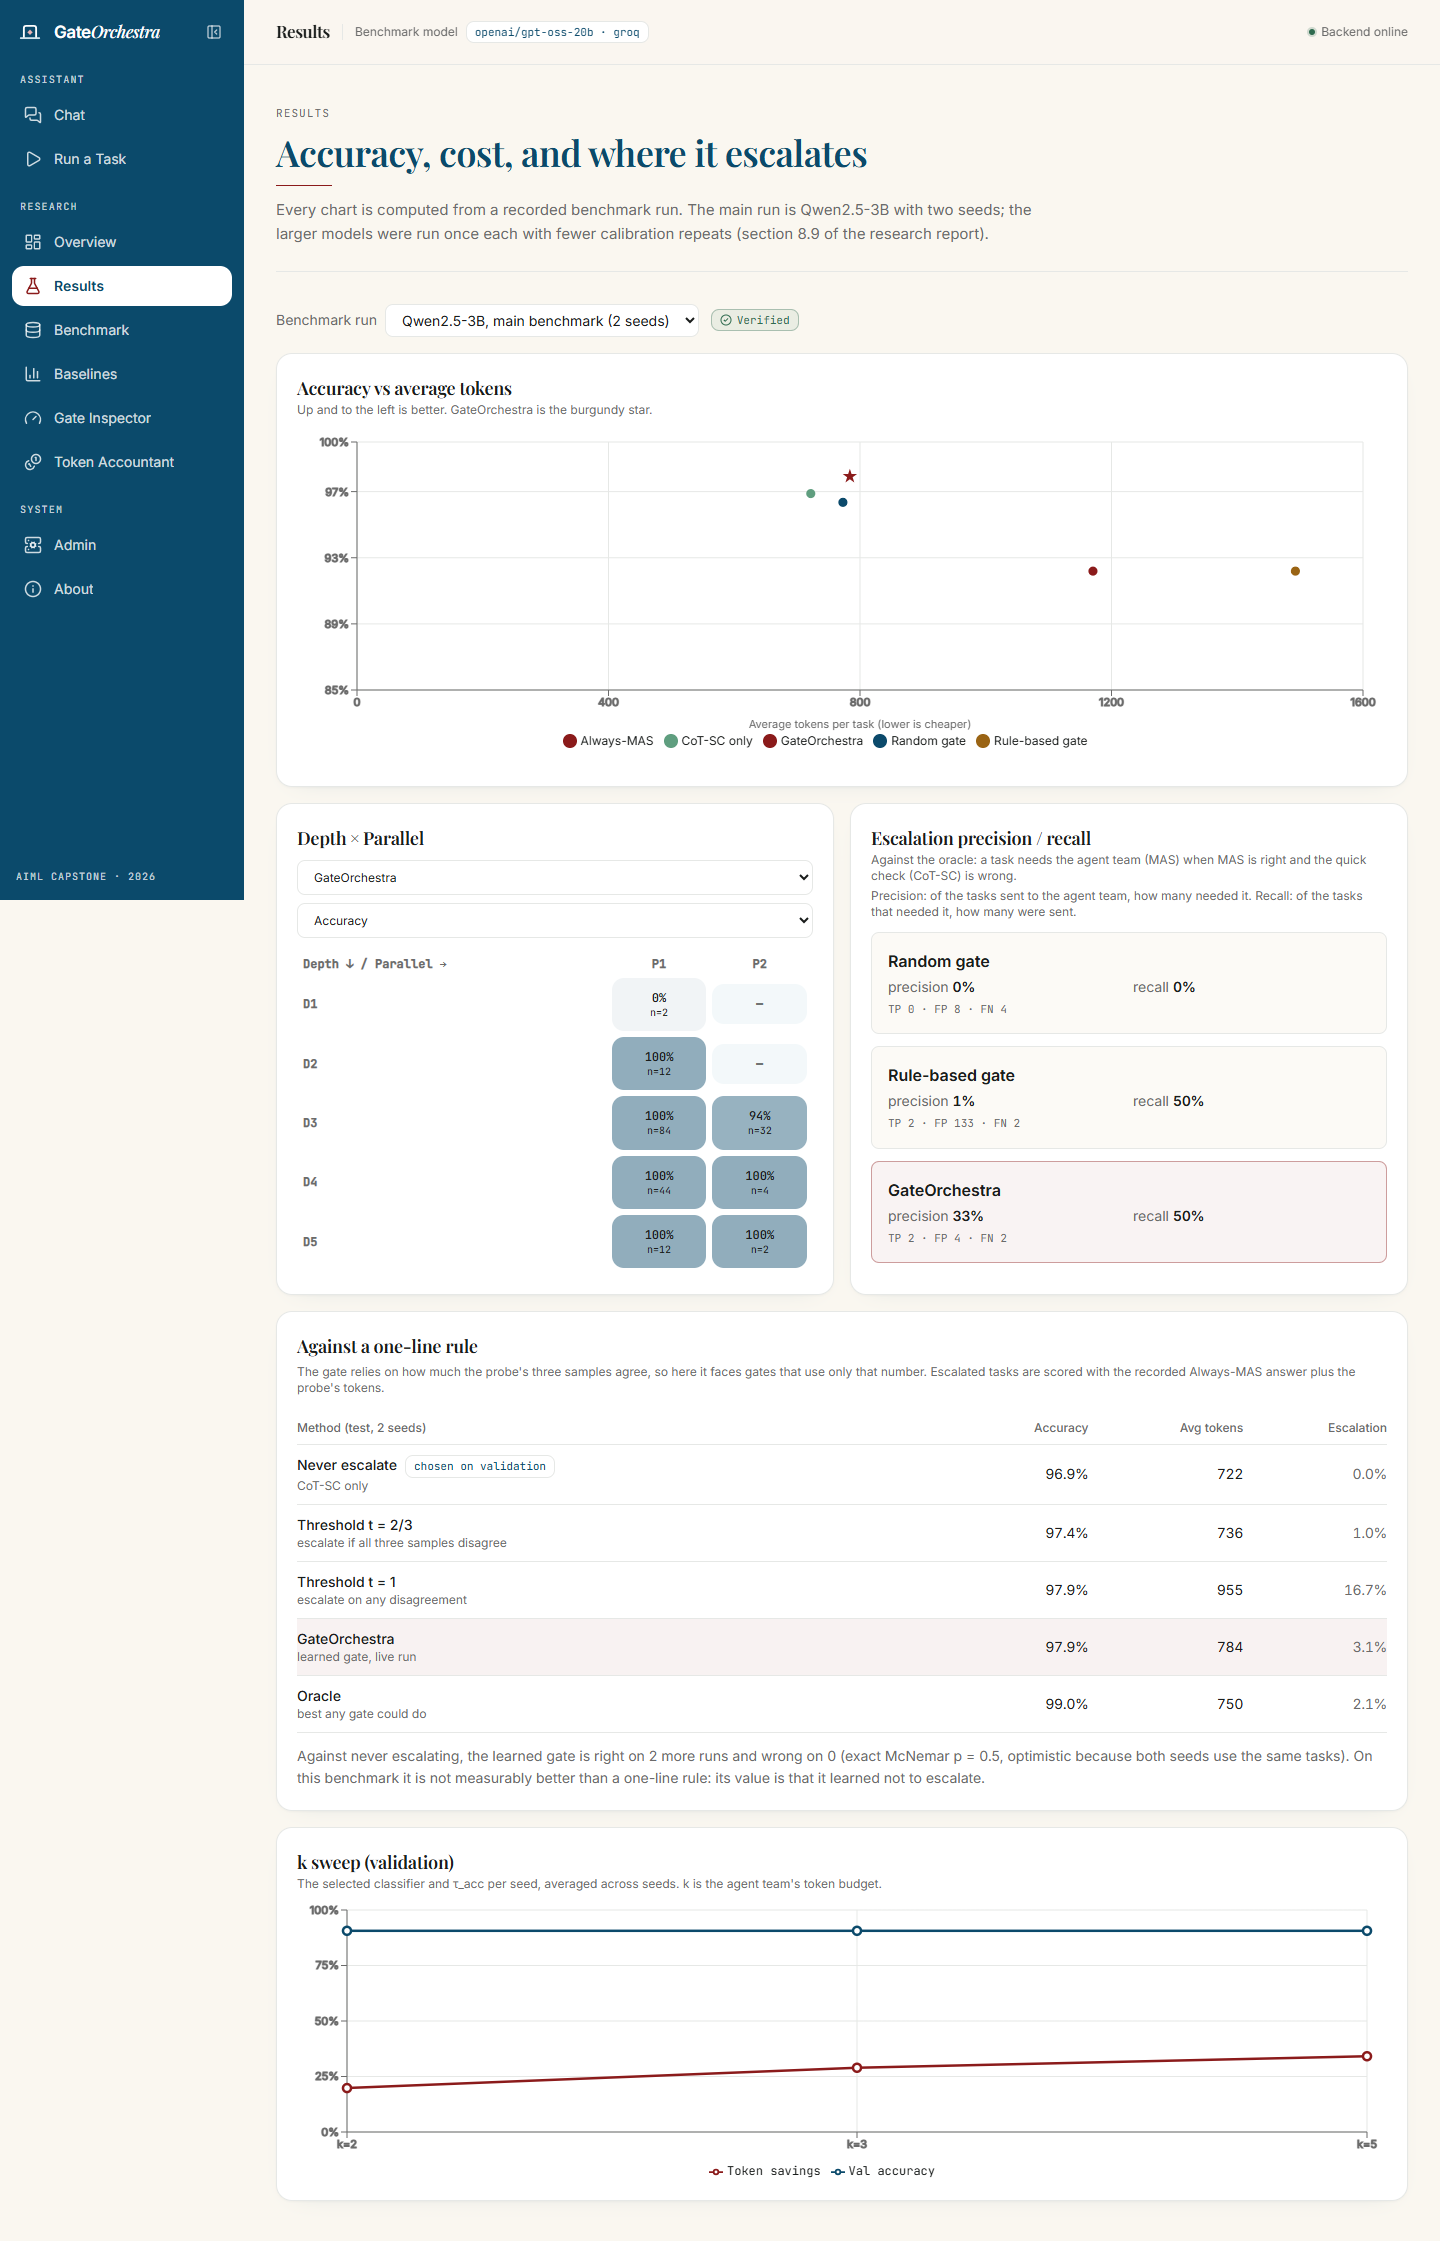 GateOrchestra
ASSISTANT
Chat
Run a Task
RESEARCH
Overview
Results
Benchmark
Baselines
Gate Inspector
Token Accountant
SYSTEM
Admin
About
AIML CAPSTONE · 2026
Results
Benchmark model
openai/gpt-oss-20b · groq
Backend online
RESULTS
Accuracy, cost, and where it escalates
Every chart is computed from a recorded benchmark run. The main run is Qwen2.5-3B with two seeds; the
larger models were run once each with fewer calibration repeats (section 8.9 of the research report).
Benchmark run
Qwen2.5-3B, main benchmark (2 seeds)
Verified
Accuracy vs average tokens
Up and to the left is better. GateOrchestra is the burgundy star.
100%
97%
93%
89%
85%
0 400 800 1200 1600
Average tokens per task (lower is cheaper)
Always-MAS CoT-SC only GateOrchestra Random gate Rule-based gate
Depth × Parallel
GateOrchestra
Accuracy
Depth ↓ / Parallel → P1 P2
D1 0% n=2 —
D2 100% n=12 —
D3 100% n=84 94% n=32
D4 100% n=44 100% n=4
D5 100% n=12 100% n=2
Escalation precision / recall
Against the oracle: a task needs the agent team (MAS) when MAS is right and the quick
check (CoT-SC) is wrong.
Precision: of the tasks sent to the agent team, how many needed it. Recall: of the tasks
that needed it, how many were sent.
Random gate
precision 0% recall 0%
TP 0 · FP 8 · FN 4
Rule-based gate
precision 1% recall 50%
TP 2 · FP 133 · FN 2
GateOrchestra
precision 33% recall 50%
TP 2 · FP 4 · FN 2
Against a one-line rule
The gate relies on how much the probe's three samples agree, so here it faces gates that use only that number. Escalated tasks are scored with the recorded Always-MAS answer plus the
probe's tokens.
Method (test, 2 seeds) Accuracy Avg tokens Escalation
Never escalate chosen on validation
CoT-SC only
96.9% 722 0.0%
Threshold t = 2/3
escalate if all three samples disagree
97.4% 736 1.0%
Threshold t = 1
escalate on any disagreement
97.9% 955 16.7%
GateOrchestra
learned gate, live run
97.9% 784 3.1%
Oracle
best any gate could do
99.0% 750 2.1%
Against never escalating, the learned gate is right on 2 more runs and wrong on 0 (exact McNemar p = 0.5, optimistic because both seeds use the same tasks). On
this benchmark it is not measurably better than a one-line rule: its value is that it learned not to escalate.
k sweep (validation)
The selected classifier and τ_acc per seed, averaged across seeds. k is the agent team's token budget.
100%
75%
50%
25%
0%
k=2 k=3 k=5
Token savings Val accuracy